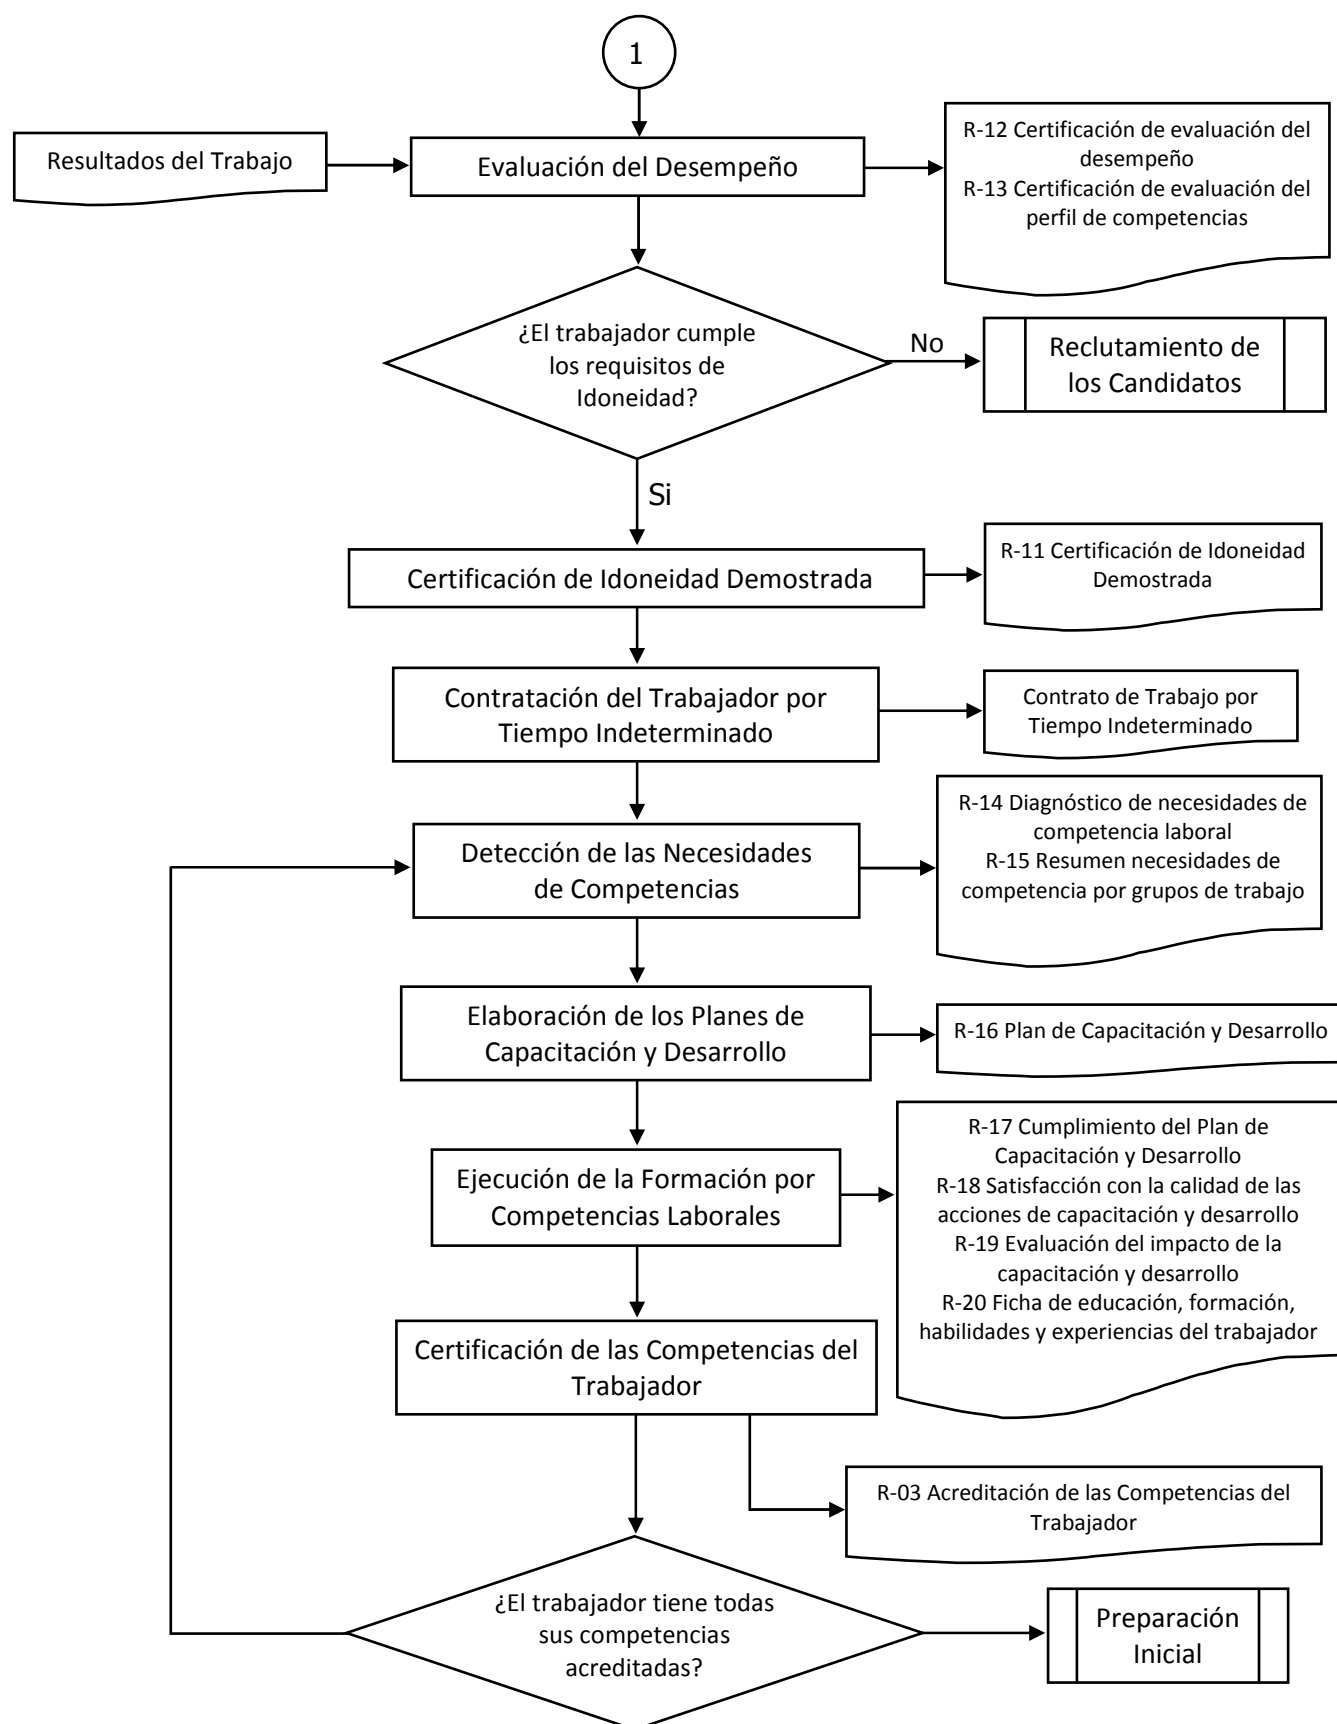 1
Resultados del Trabajo
Evaluación del Desempeño
R-12 Certificación de evaluación del
desempeño
R-13 Certificación de evaluación del
perfil de competencias
¿El trabajador cumple
los requisitos de
Idoneidad?
No
Reclutamiento de
los Candidatos
Si
Certificación de Idoneidad Demostrada
R-11 Certificación de Idoneidad
Demostrada
Contratación del Trabajador por
Tiempo Indeterminado
Contrato de Trabajo por
Tiempo Indeterminado
Detección de las Necesidades
de Competencias
R-14 Diagnóstico de necesidades de
competencia laboral
R-15 Resumen necesidades de
competencia por grupos de trabajo
Elaboración de los Planes de
Capacitación y Desarrollo
R-16 Plan de Capacitación y Desarrollo
Ejecución de la Formación por
Competencias Laborales
R-17 Cumplimiento del Plan de
Capacitación y Desarrollo
R-18 Satisfacción con la calidad de las
acciones de capacitación y desarrollo
R-19 Evaluación del impacto de la
capacitación y desarrollo
R-20 Ficha de educación, formación,
habilidades y experiencias del trabajador
Certificación de las Competencias del
Trabajador
R-03 Acreditación de las Competencias del
Trabajador
¿El trabajador tiene todas
sus competencias
acreditadas?
Preparación
Inicial